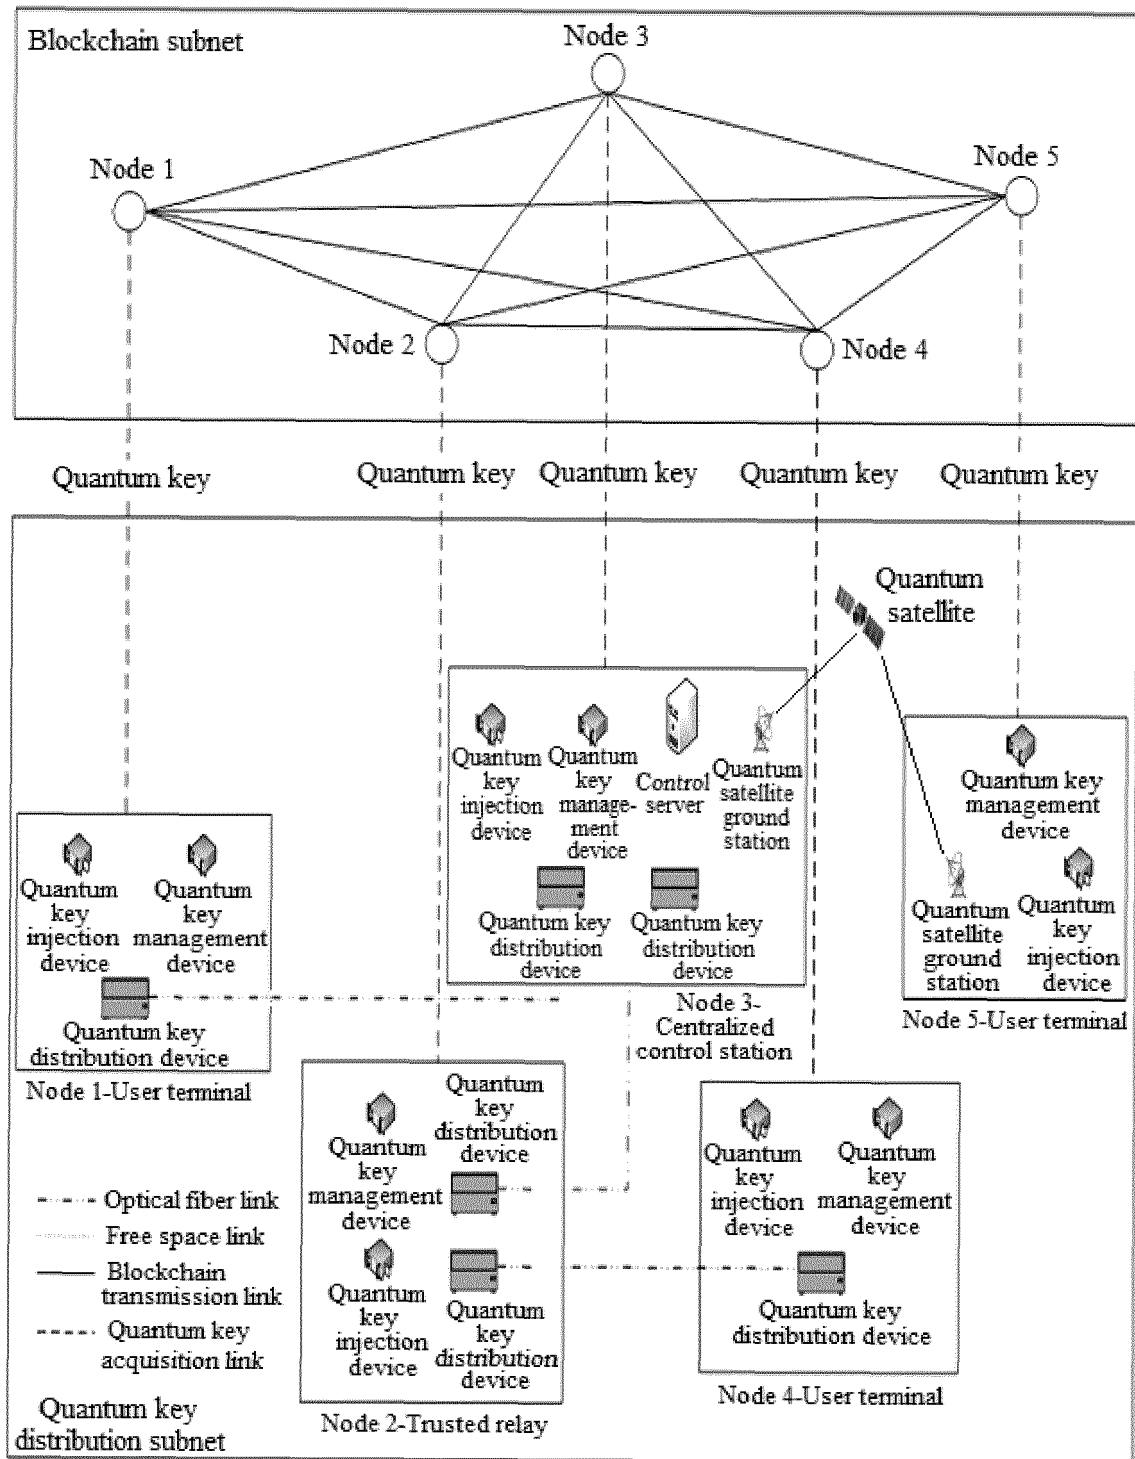 Blockchain subnet
Node 3
Node 1
Node 5
Node 2
Node 4
Quantum key
Quantum key
Quantum key
Quantum key
Quantum key
Quantum
satellite
Quantum
key
injection
device
Quantum
key
manage-
ment
device
Control
server
Quantum
satellite
ground
station
Quantum key
distribution
device
Quantum key
distribution
device
Node 3-
Centralized
control station
Quantum key
management
device
Quantum
satellite
ground
station
Quantum
key
injection
device
Node 5-User terminal
Quantum
key
injection
device
Quantum
key
management
device
Quantum key
distribution device
Node 1-User terminal
Quantum
key
distribution
device
Quantum
key
management
device
Quantum
key
injection
device
Quantum
key
distribution
device
Node 2-Trusted relay
Quantum
key
injection
device
Quantum
key
management
device
Quantum key
distribution device
Node 4-User terminal
Optical fiber link
Free space link
Blockchain
transmission link
Quantum key
acquisition link
Quantum key
distribution subnet